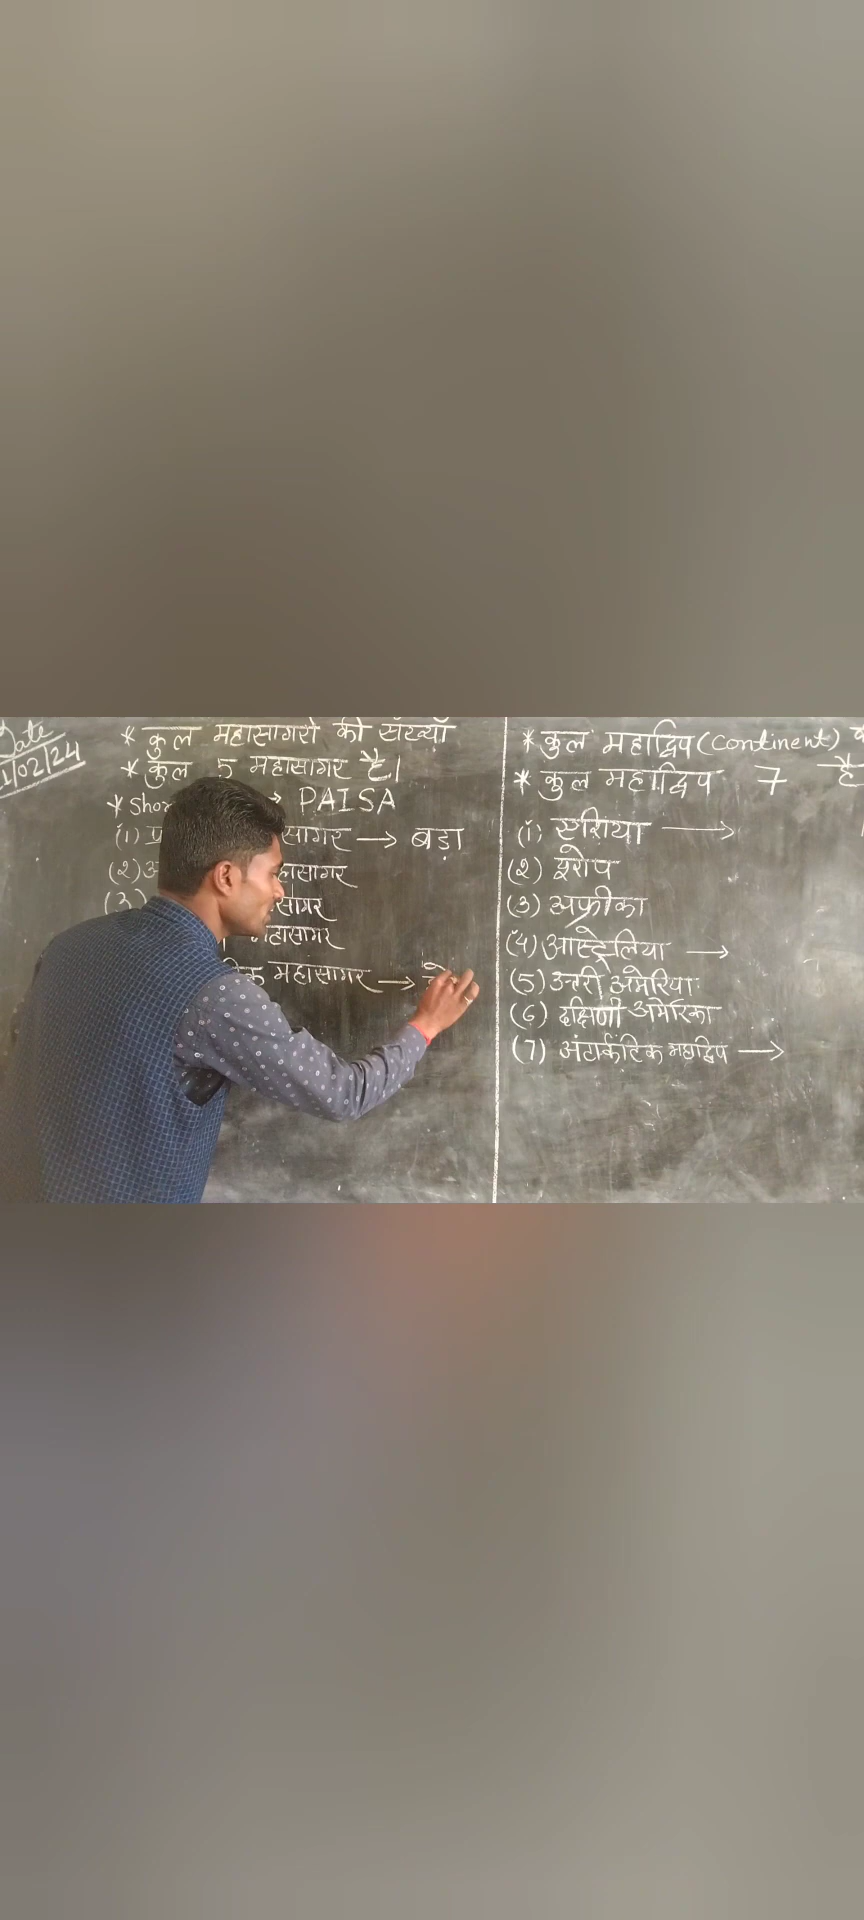 Date
1/02/24
* कुल महासागरो की संख्याँ
* कुल 5 महासागर है।
* Shor → PAISA
(1) प्र सागर → बड़ा
(2) अ हासागर
(3) सागर
महासागर
टिक महासागर →
* कुल महाद्विप (continent)
* कुल महाद्विप 7 है
(1) एशिया →
(2) यूरोप
(3) अफ्रीका
(4) आस्ट्रेलिया →
(5) उत्तरी अमेरिया
(6) दक्षिणी अमेरिका
(7) अंटार्कटिक महाद्विप →